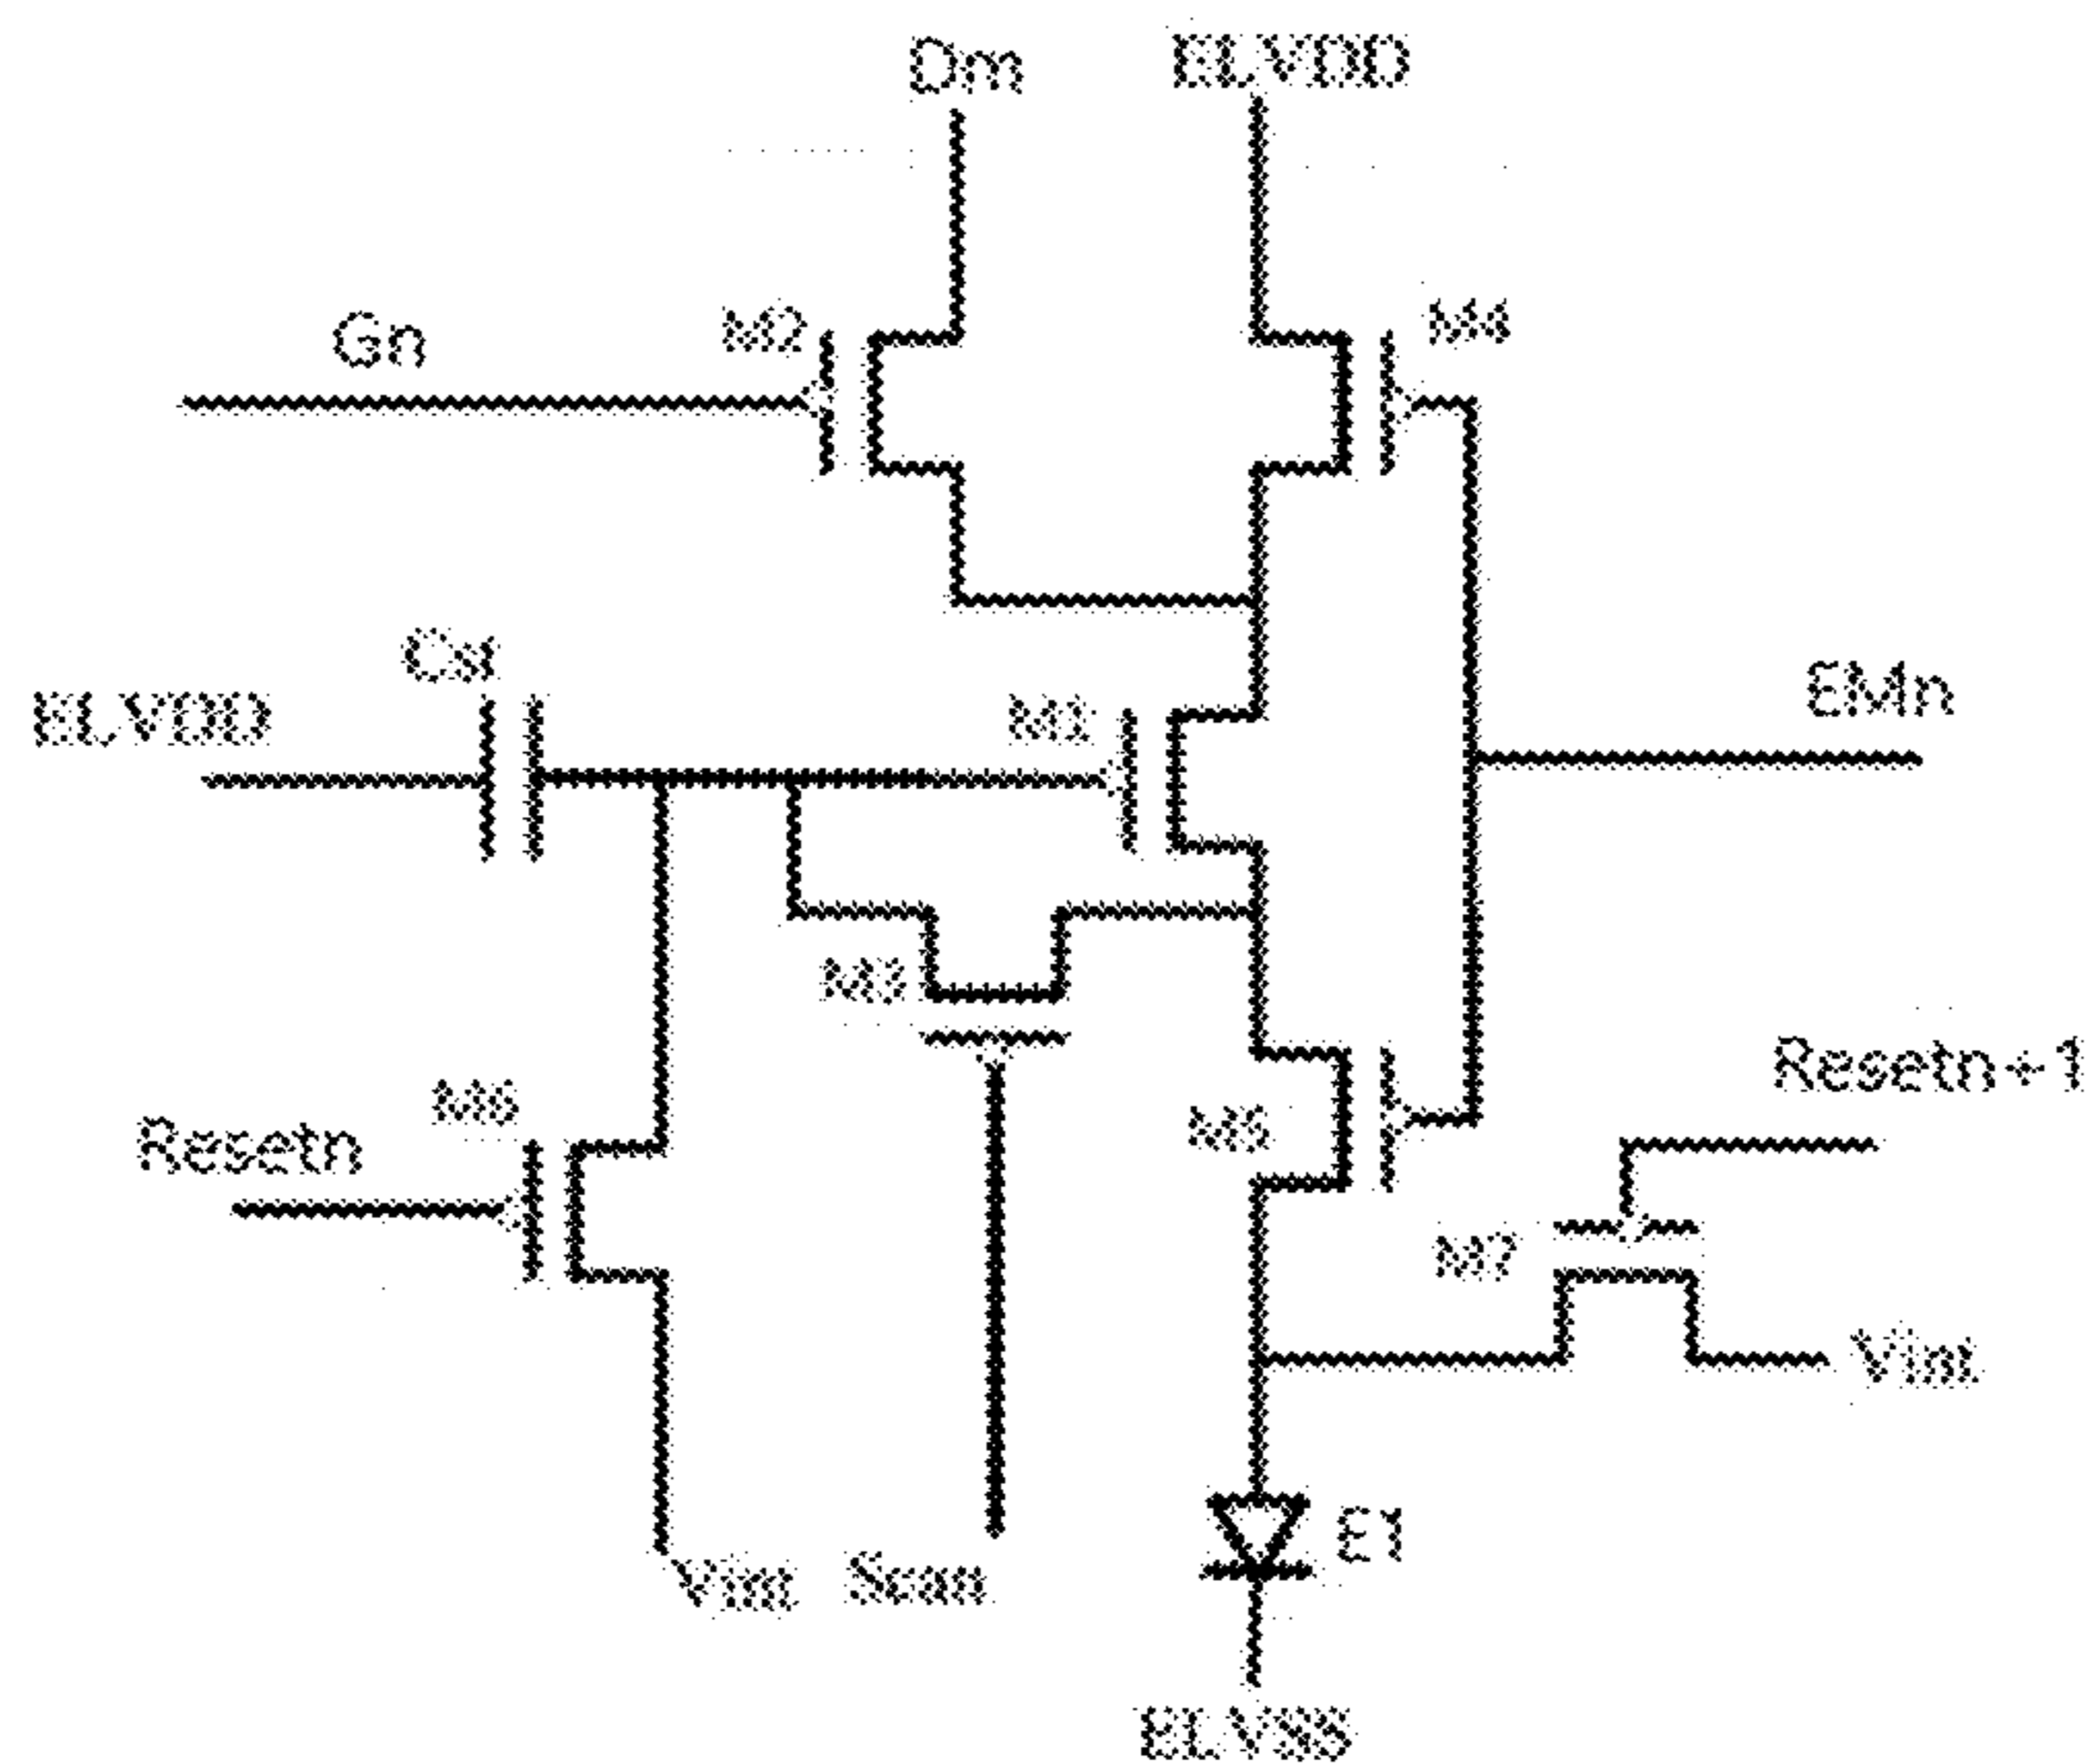 Dm
ELVDD
Gn
M2
M4
Cst
ELVDD
M1
EMn
M3
Resetn+1
M6
Resetn
M5
M7
Vint
E1
Vint
Scan
ELVSS